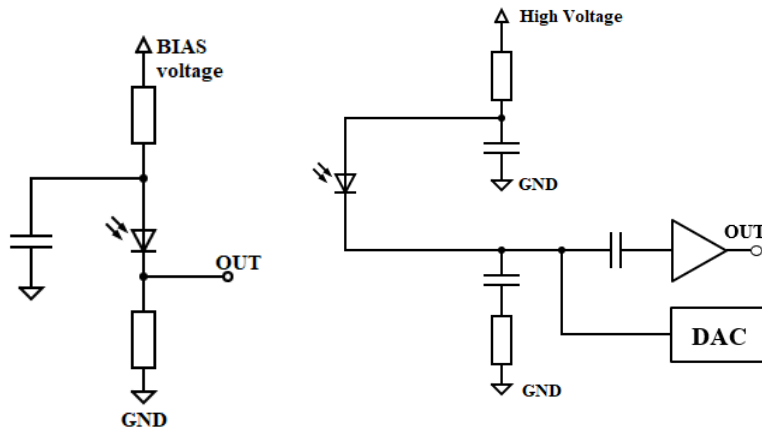 BIAS
voltage
OUT
GND
High Voltage
GND
OUT
DAC
GND